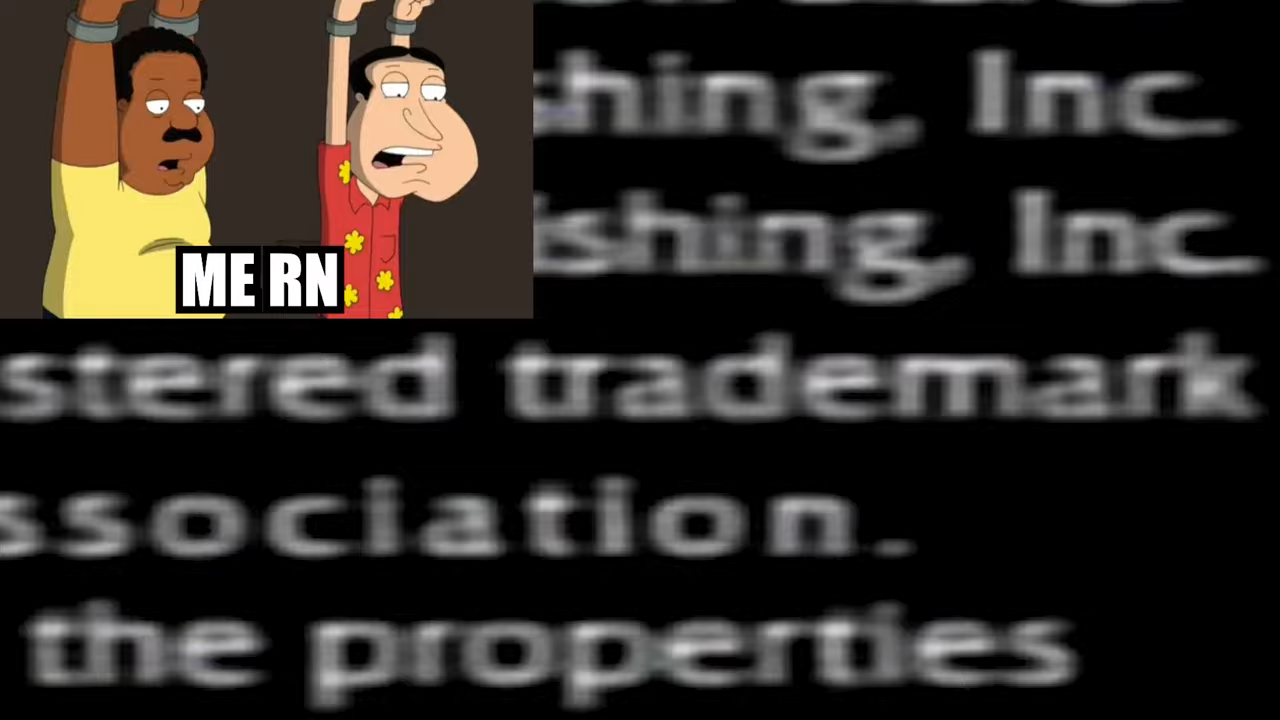 shing, Inc.
ishing, Inc.
ME RN
stered trademark
ssociation.
the properties